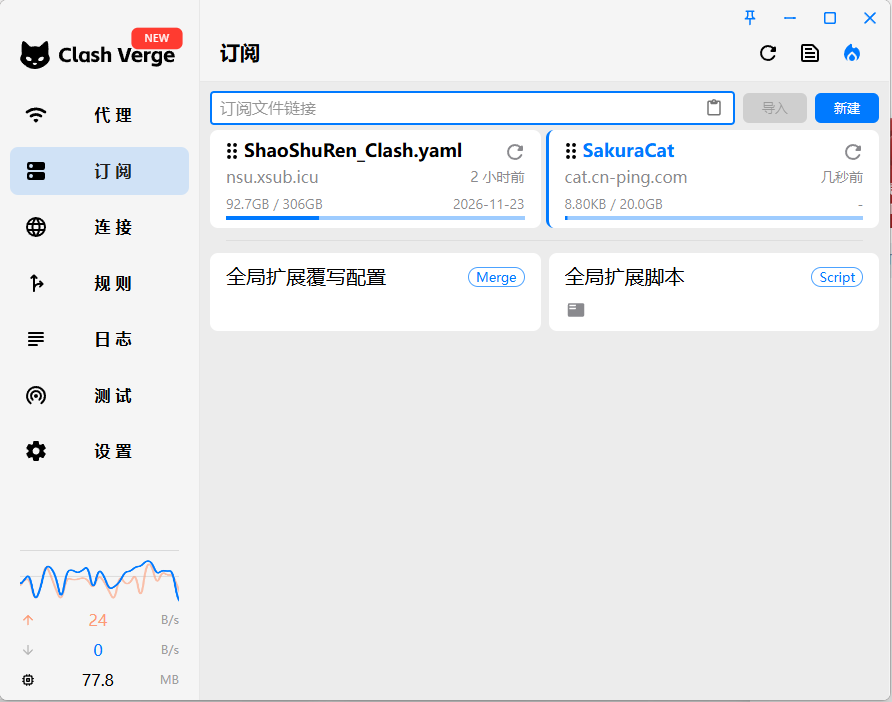 NEW
Clash Verge
订阅
代理
订阅
连接
规则
日志
测试
设置
订阅文件链接
导入
新建
ShaoShuRen_Clash.yaml
nsu.xsub.icu 2 小时前
92.7GB / 306GB 2026-11-23
SakuraCat
cat.cn-ping.com 几秒前
8.80KB / 20.0GB -
全局扩展覆写配置 Merge
全局扩展脚本 Script
24 B/s
0 B/s
77.8 MB